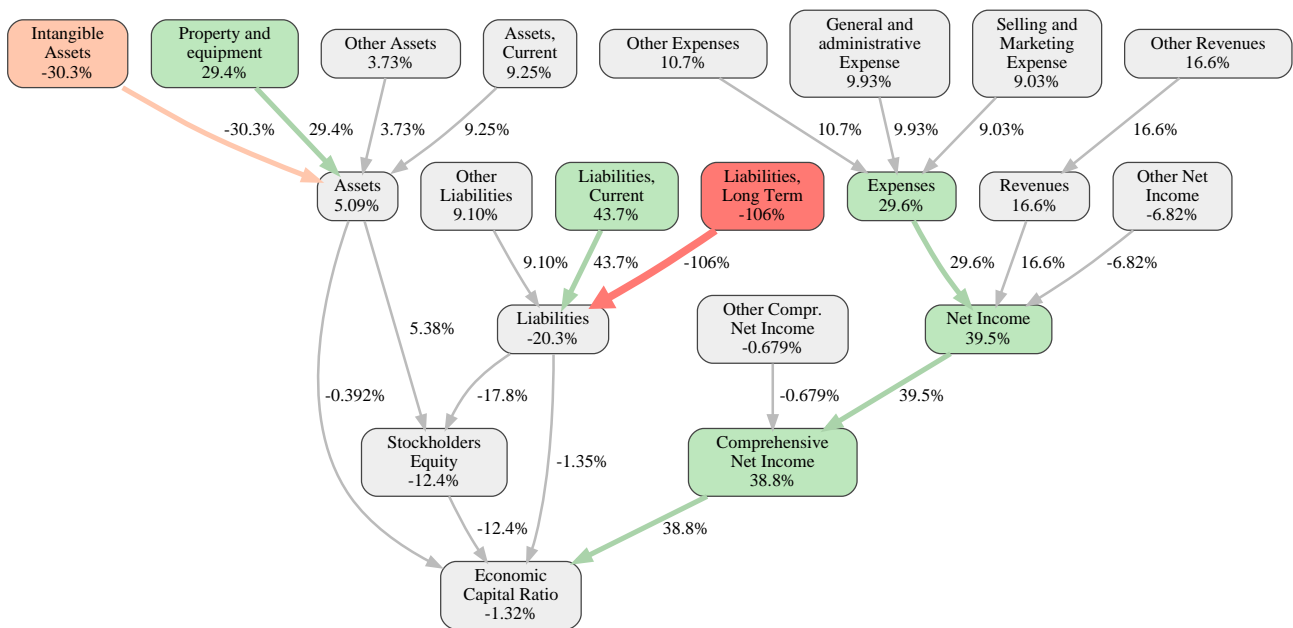 Intangible
Assets
-30.3%
Property and
equipment
29.4%
Other Assets
3.73%
Assets,
Current
9.25%
Other Expenses
10.7%
General and
administrative
Expense
9.93%
Selling and
Marketing
Expense
9.03%
Other Revenues
16.6%
-30.3%
29.4%
3.73%
9.25%
10.7%
9.93%
9.03%
16.6%
Assets
5.09%
Other
Liabilities
9.10%
Liabilities,
Current
43.7%
Liabilities,
Long Term
-106%
Expenses
29.6%
Revenues
16.6%
Other Net
Income
-6.82%
9.10%
43.7%
-106%
29.6%
16.6%
-6.82%
Liabilities
-20.3%
Other Compr.
Net Income
-0.679%
Net Income
39.5%
5.38%
-0.392%
-17.8%
-0.679%
39.5%
Stockholders
Equity
-12.4%
-1.35%
Comprehensive
Net Income
38.8%
-12.4%
38.8%
Economic
Capital Ratio
-1.32%